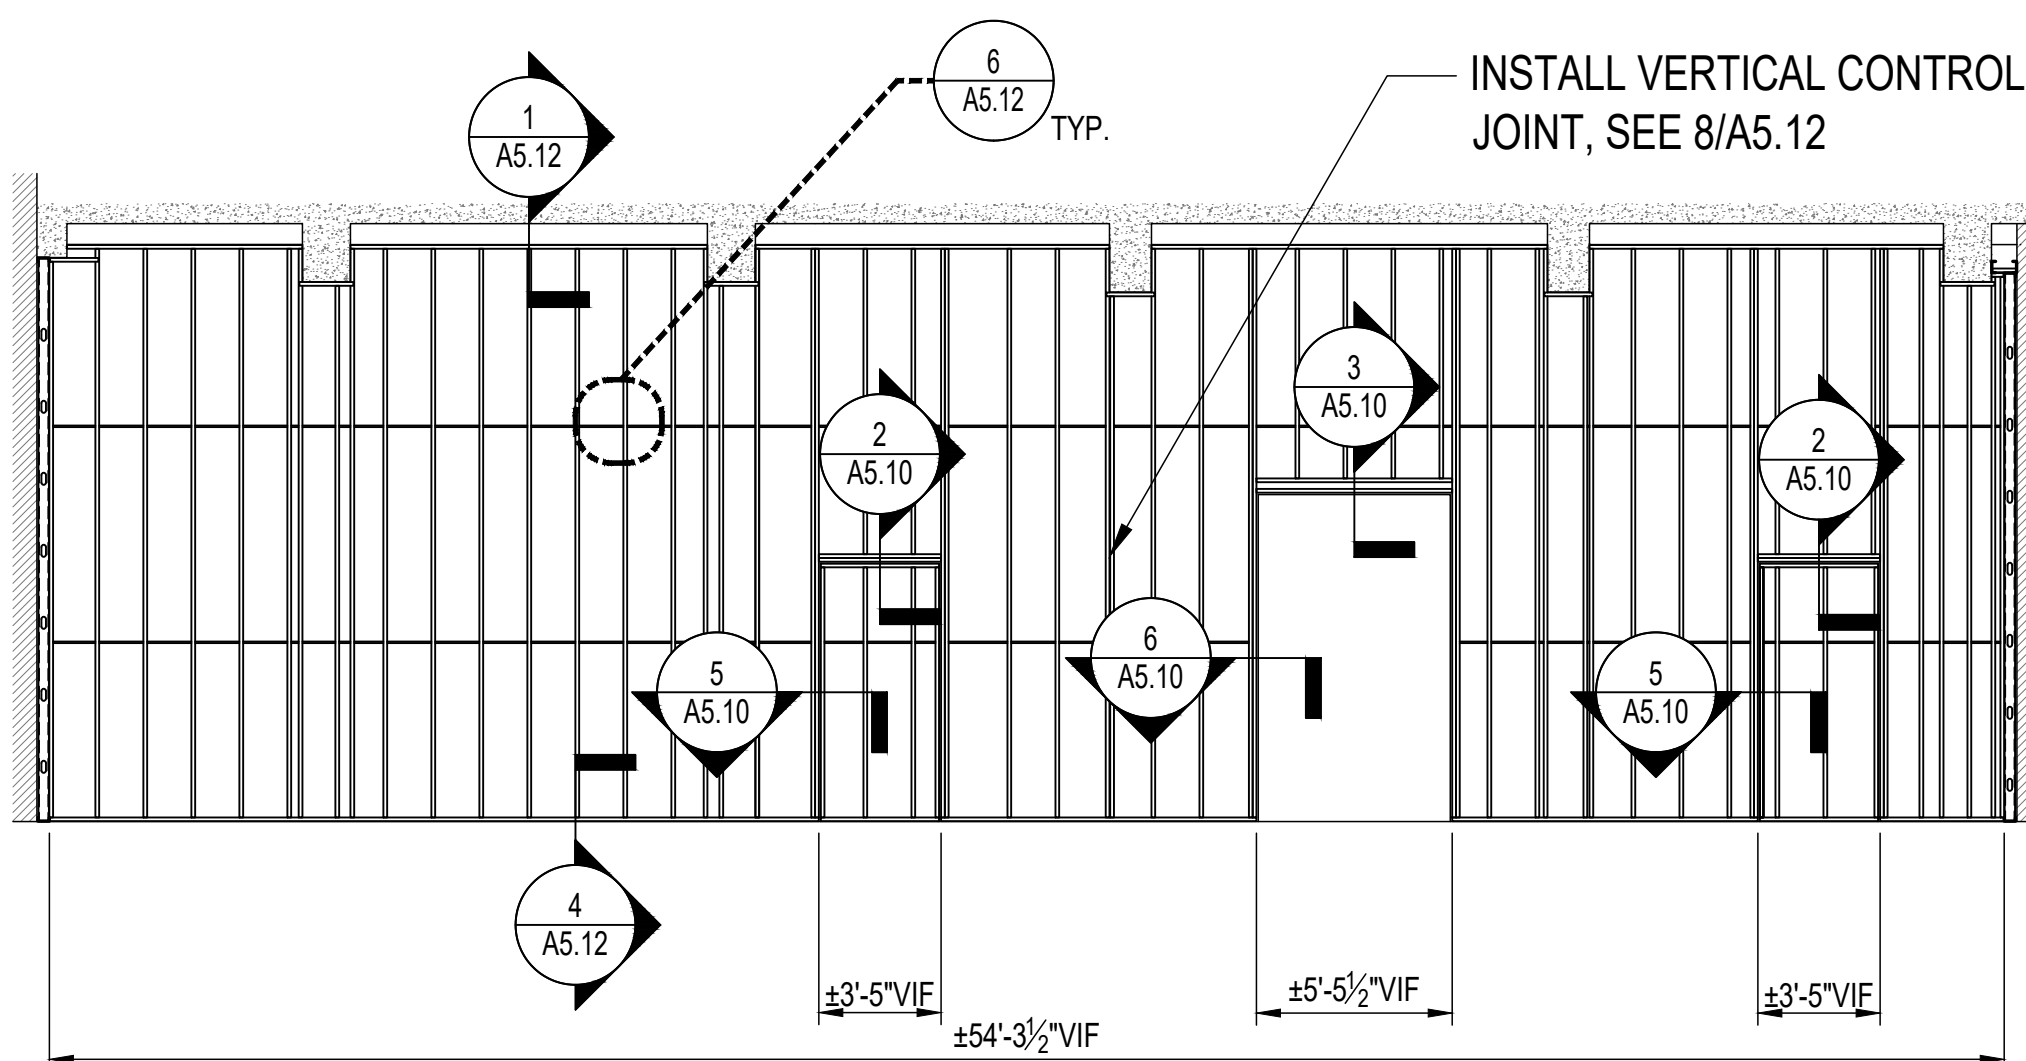 6
A5.12
TYP.
INSTALL VERTICAL CONTROL
JOINT, SEE 8/A5.12
1
A5.12
3
A5.10
2
A5.10
2
A5.10
6
A5.10
5
A5.10
5
A5.10
4
A5.12
±3'-5"VIF
±5'-5½"VIF
±3'-5"VIF
±54'-3½"VIF